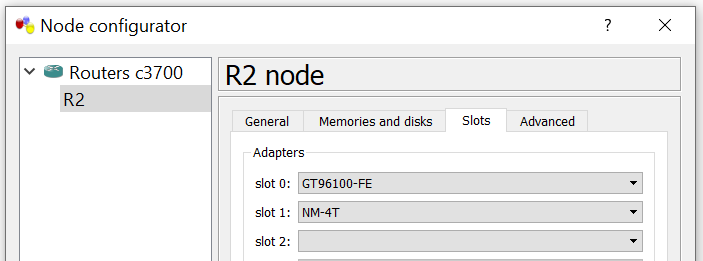 Node configurator
? ×
Routers c3700
R2
R2 node
General Memories and disks Slots Advanced
Adapters
slot 0: GT96100-FE
slot 1: NM-4T
slot 2: